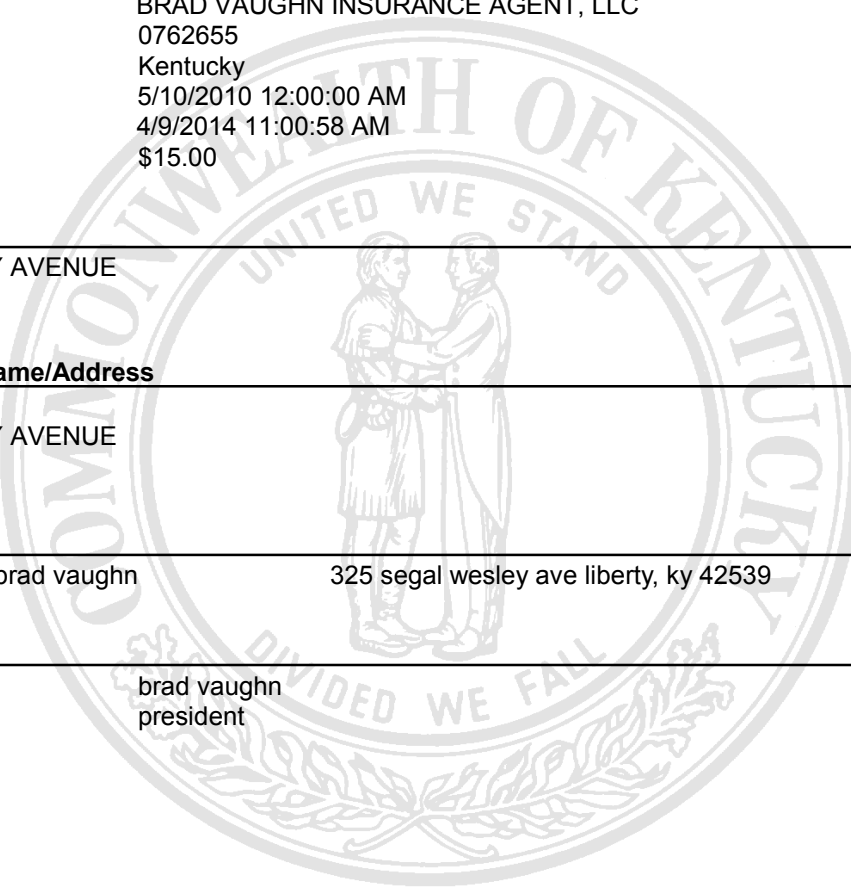 BRAD VAUGHN INSURANCE AGENT, LLC
0762655
Kentucky
5/10/2010 12:00:00 AM
4/9/2014 11:00:58 AM
$15.00
COMMONWEALTH OF KENTUCKY
UNITED WE STAND
AVENUE
ame/Address
AVENUE
brad vaughn 325 segal wesley ave liberty, ky 42539
DIVIDED WE FALL
brad vaughn
president